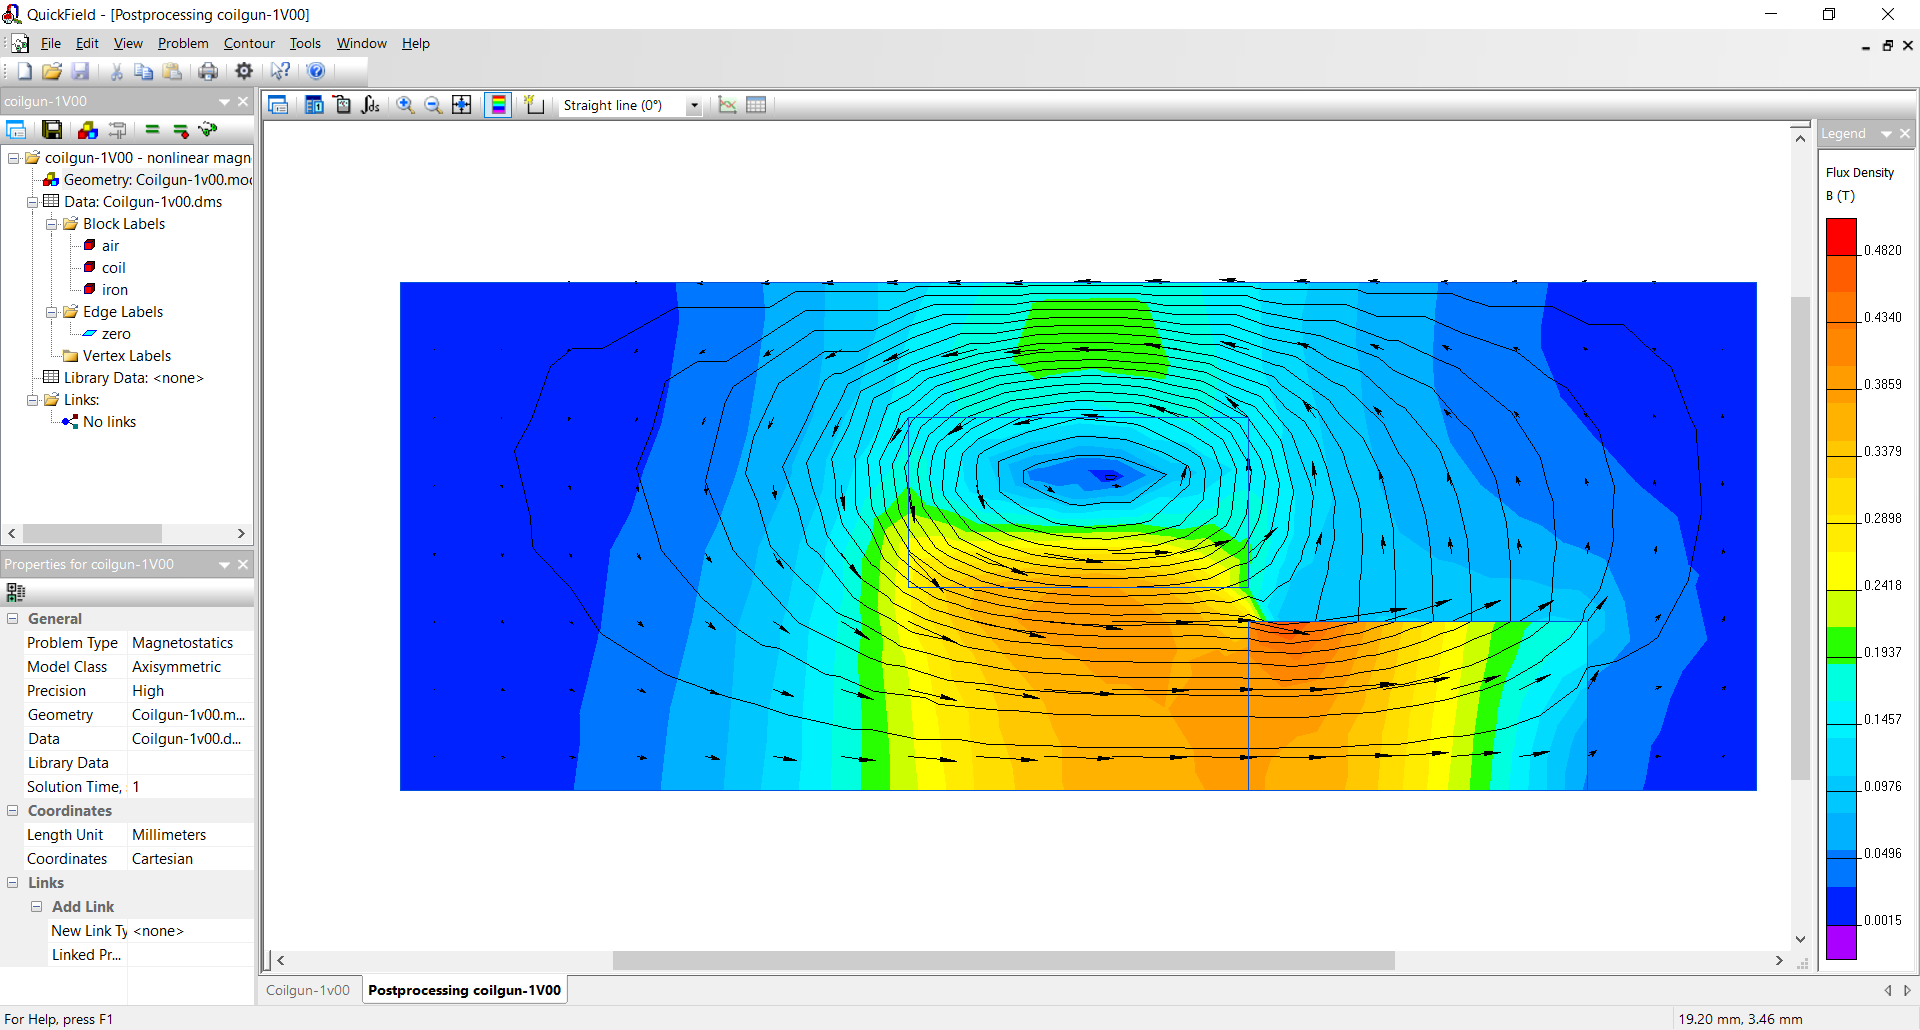 QuickField - [Postprocessing coilgun-1V00]
File Edit View Problem Contour Tools Window Help
coilgun-1V00
Straight line (0°)
coilgun-1V00 - nonlinear magn
Geometry: Coilgun-1v00.mod
Data: Coilgun-1v00.dms
Block Labels
air
coil
iron
Edge Labels
zero
Vertex Labels
Library Data: <none>
Links:
No links
Properties for coilgun-1V00
General
Problem Type Magnetostatics
Model Class Axisymmetric
Precision High
Geometry Coilgun-1v00.m...
Data Coilgun-1v00.d...
Library Data
Solution Time, 1
Coordinates
Length Unit Millimeters
Coordinates Cartesian
Links
Add Link
New Link Ty <none>
Linked Pr...
Legend
Flux Density
B (T)
0.4820
0.4340
0.3859
0.3379
0.2898
0.2418
0.1937
0.1457
0.0976
0.0496
0.0015
Coilgun-1v00 Postprocessing coilgun-1V00
For Help, press F1
19.20 mm, 3.46 mm